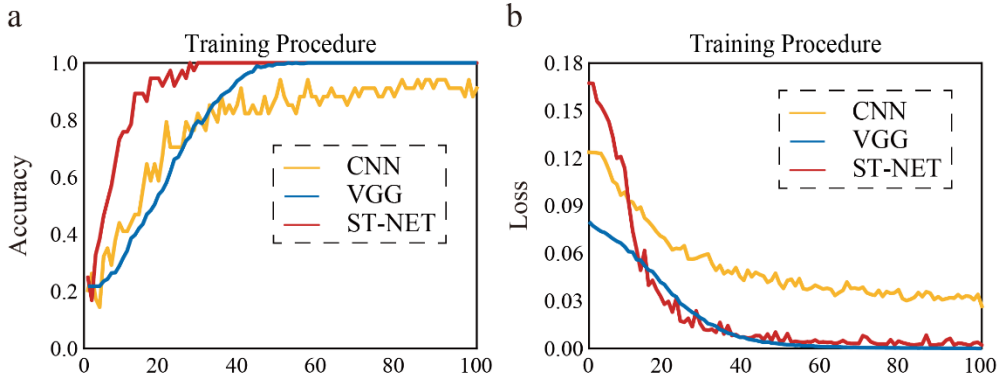 a
Training Procedure
Accuracy
1.0
0.8
0.6
0.4
0.2
0.0
0 20 40 60 80 100
CNN
VGG
ST-NET
b
Training Procedure
Loss
0.18
0.15
0.12
0.09
0.06
0.03
0.00
0 20 40 60 80 100
CNN
VGG
ST-NET